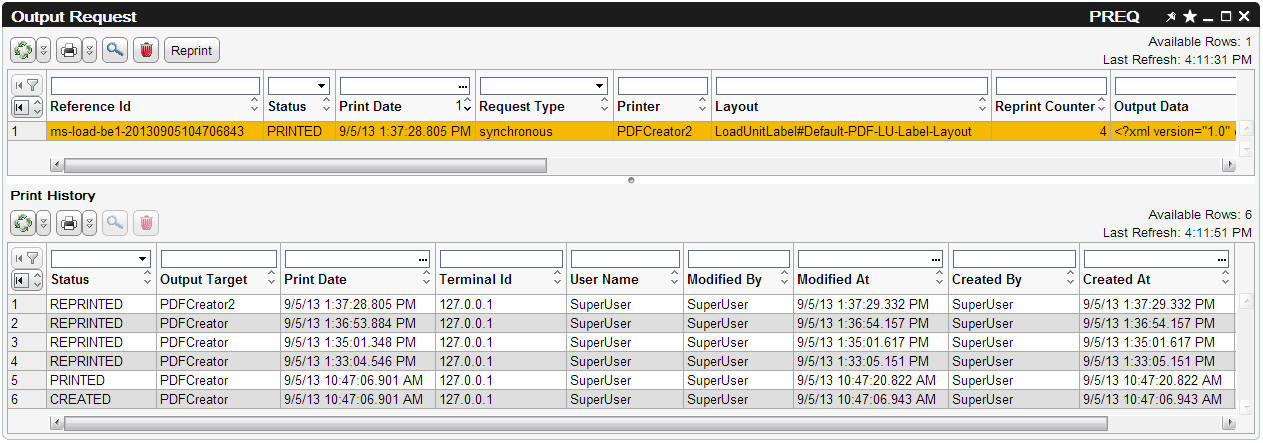 Output Request PREQ
Reprint
Available Rows: 1
Last Refresh: 4:11:31 PM
Reference Id Status Print Date 1 Request Type Printer Layout Reprint Counter Output Data
1 ms-load-be1-20130905104706843 PRINTED 9/5/13 1:37:28.805 PM synchronous PDFCreator2 LoadUnitLabel#Default-PDF-LU-Label-Layout 4 <?xml version="1.0"
Print History
Available Rows: 6
Last Refresh: 4:11:51 PM
Status Output Target Print Date Terminal Id User Name Modified By Modified At Created By Created At
1 REPRINTED PDFCreator2 9/5/13 1:37:28.805 PM 127.0.0.1 SuperUser SuperUser 9/5/13 1:37:29.332 PM SuperUser 9/5/13 1:37:29.332 PM
2 REPRINTED PDFCreator 9/5/13 1:36:53.884 PM 127.0.0.1 SuperUser SuperUser 9/5/13 1:36:54.157 PM SuperUser 9/5/13 1:36:54.157 PM
3 REPRINTED PDFCreator 9/5/13 1:35:01.348 PM 127.0.0.1 SuperUser SuperUser 9/5/13 1:35:01.617 PM SuperUser 9/5/13 1:35:01.617 PM
4 REPRINTED PDFCreator 9/5/13 1:33:04.546 PM 127.0.0.1 SuperUser SuperUser 9/5/13 1:33:05.151 PM SuperUser 9/5/13 1:33:05.151 PM
5 PRINTED PDFCreator 9/5/13 10:47:06.901 AM 127.0.0.1 SuperUser SuperUser 9/5/13 10:47:20.822 AM SuperUser 9/5/13 10:47:20.822 AM
6 CREATED PDFCreator 9/5/13 10:47:06.901 AM 127.0.0.1 SuperUser SuperUser 9/5/13 10:47:06.943 AM SuperUser 9/5/13 10:47:06.943 AM